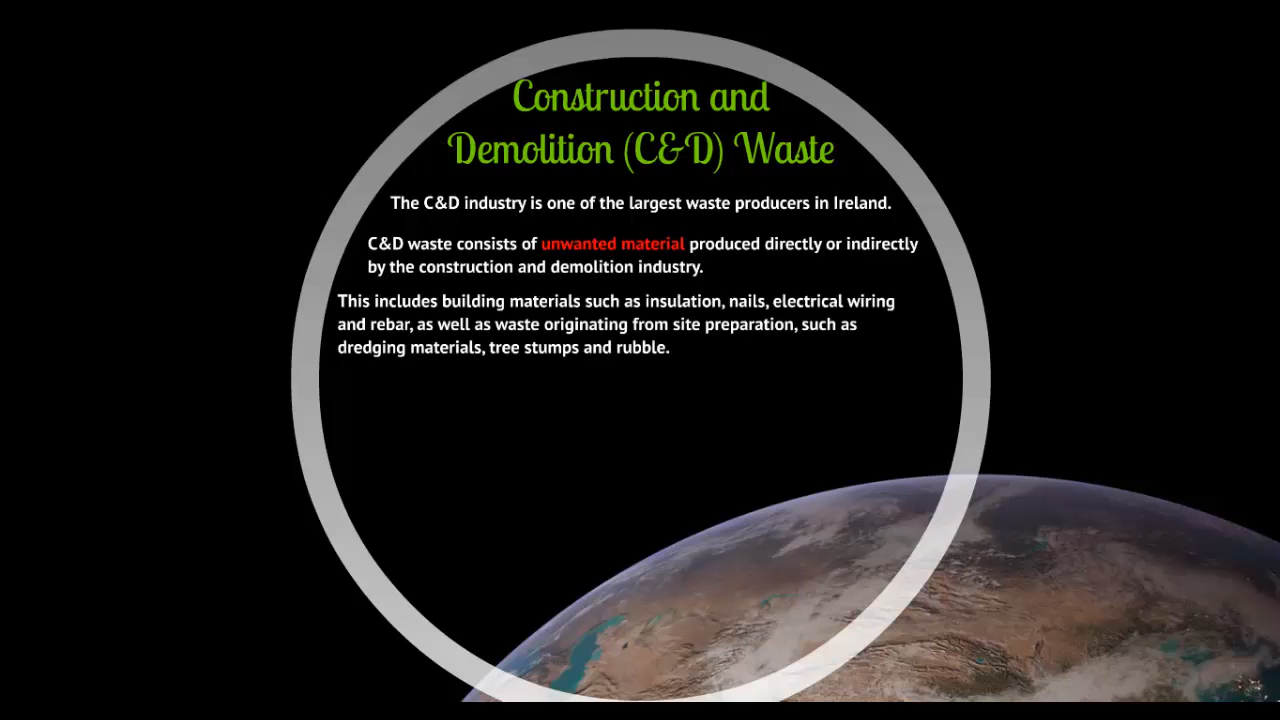 Construction and
Demolition (C&D) Waste
The C&D industry is one of the largest waste producers in Ireland.
C&D waste consists of unwanted material produced directly or indirectly
by the construction and demolition industry.
This includes building materials such as insulation, nails, electrical wiring
and rebar, as well as waste originating from site preparation, such as
dredging materials, tree stumps and rubble.